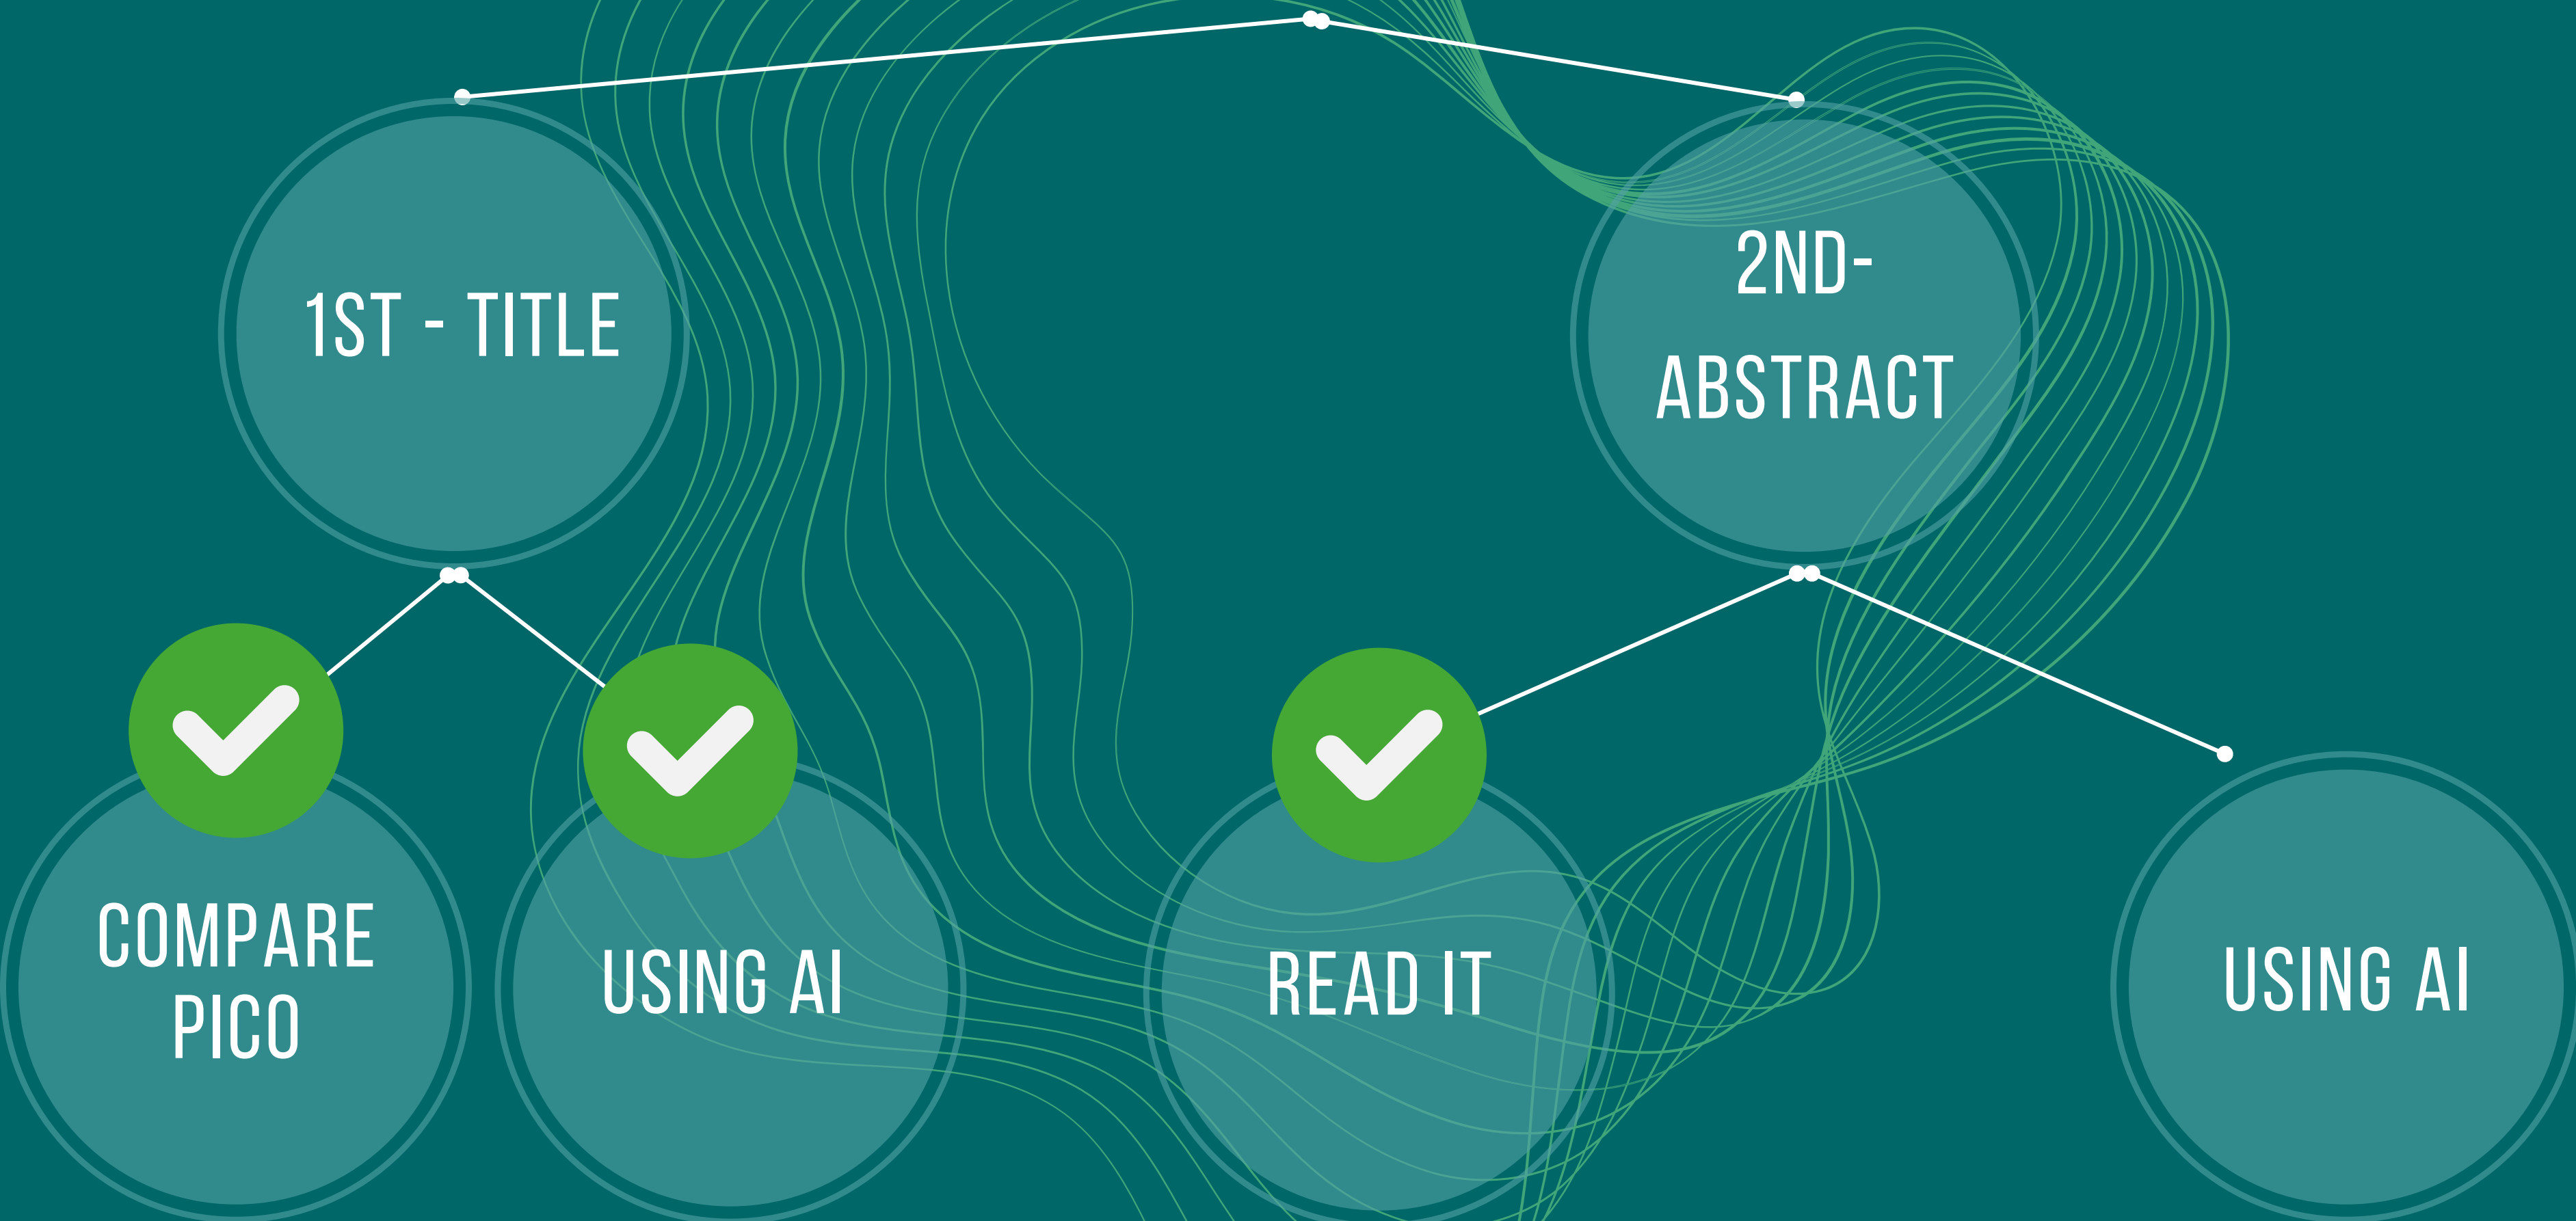 1ST - TITLE
2ND-
ABSTRACT
COMPARE
PICO
USING AI
READ IT
USING AI